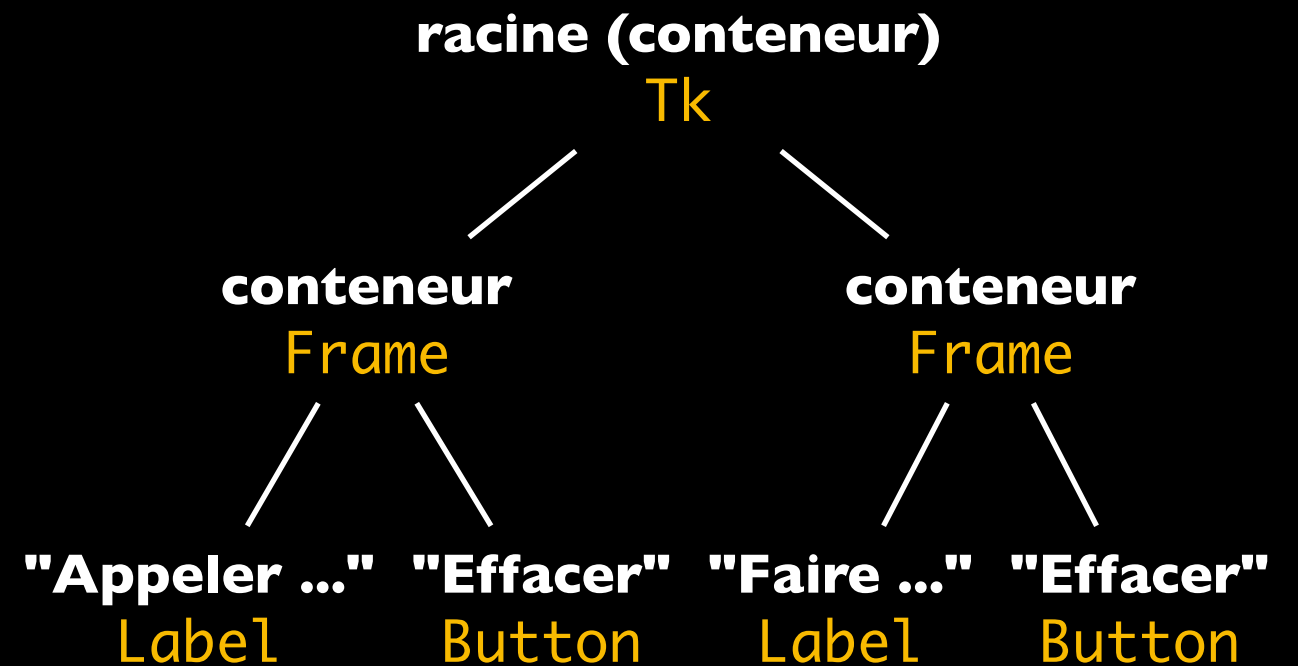 racine (conteneur)
Tk
conteneur conteneur
Frame Frame
"Appeler ..." "Effacer" "Faire ..." "Effacer"
Label Button Label Button